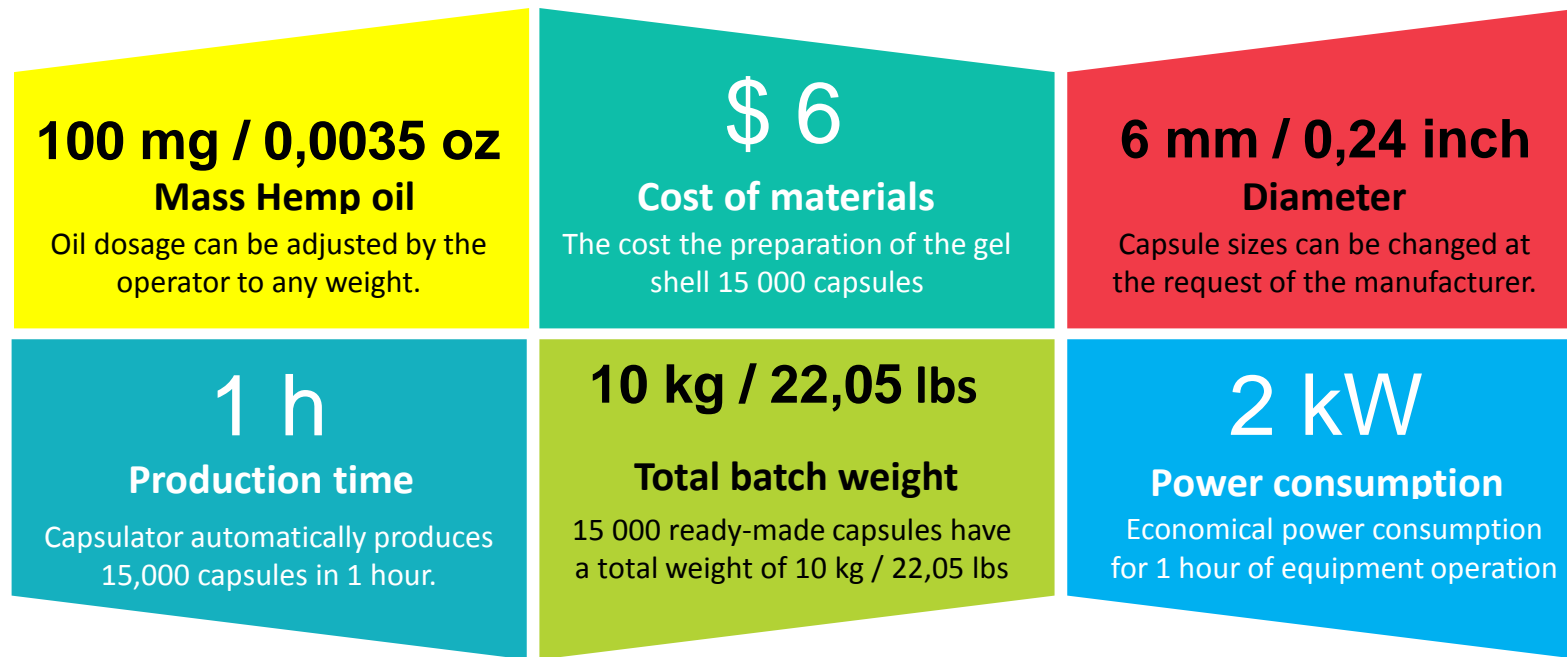 100 mg / 0,0035 oz
Mass Hemp oil
Oil dosage can be adjusted by the
operator to any weight.
$ 6
Cost of materials
The cost the preparation of the gel
shell 15 000 capsules
6 mm / 0,24 inch
Diameter
Capsule sizes can be changed at
the request of the manufacturer.
1 h
Production time
Capsulator automatically produces
15,000 capsules in 1 hour.
10 kg / 22,05 lbs
Total batch weight
15 000 ready-made capsules have
a total weight of 10 kg / 22,05 lbs
2 kW
Power consumption
Economical power consumption
for 1 hour of equipment operation